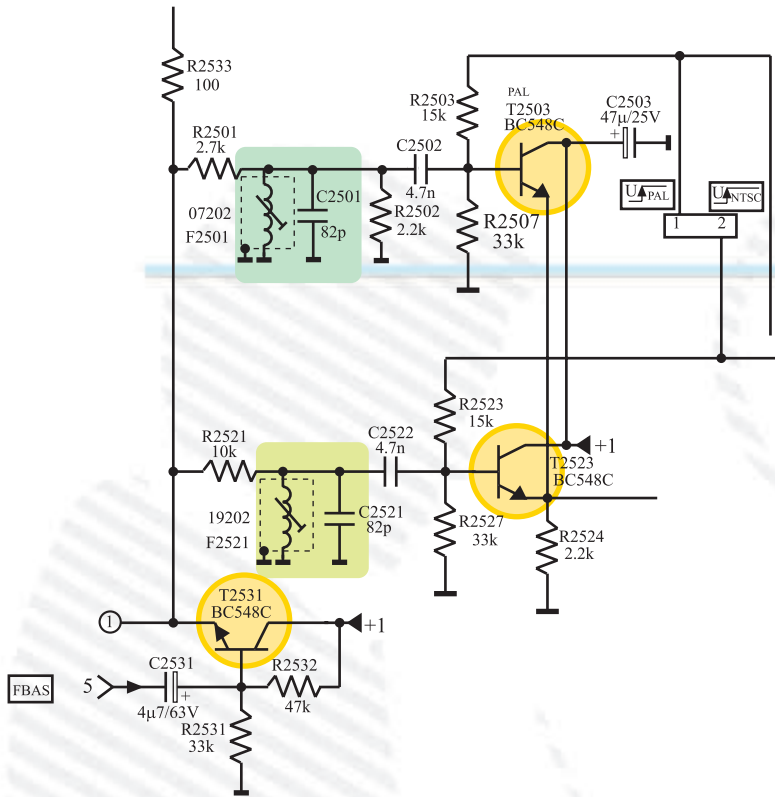 R2533
100
R2501
2.7k
07202
F2501
C2501
82p
R2502
2.2k
C2502
4.7n
R2503
15k
PAL
T2503
BC548C
C2503
47µ/25V
+
R2507
33k
U PAL
U NTSC
1 2
R2523
15k
R2521
10k
C2522
4.7n
19202
F2521
C2521
82p
+1
T2523
BC548C
R2527
33k
R2524
2.2k
T2531
BC548C
1
+1
FBAS
5
C2531
+
4µ7/63V
R2532
47k
R2531
33k